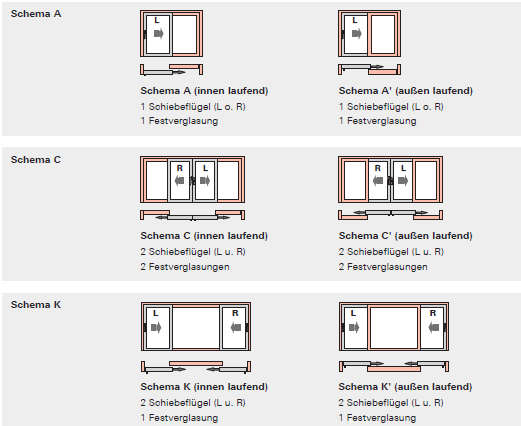 Schema A
L
L
Schema A (innen laufend)
1 Schiebeflügel (L o. R)
1 Festverglasung
Schema A' (außen laufend)
1 Schiebeflügel (L o. R)
1 Festverglasung
Schema C
R L
R L
Schema C (innen laufend)
2 Schiebeflügel (L u. R)
2 Festverglasungen
Schema C' (außen laufend)
2 Schiebeflügel (L u. R)
2 Festverglasungen
Schema K
L R
L R
Schema K (innen laufend)
2 Schiebeflügel (L u. R)
1 Festverglasung
Schema K' (außen laufend)
2 Schiebeflügel (L u. R)
1 Festverglasung